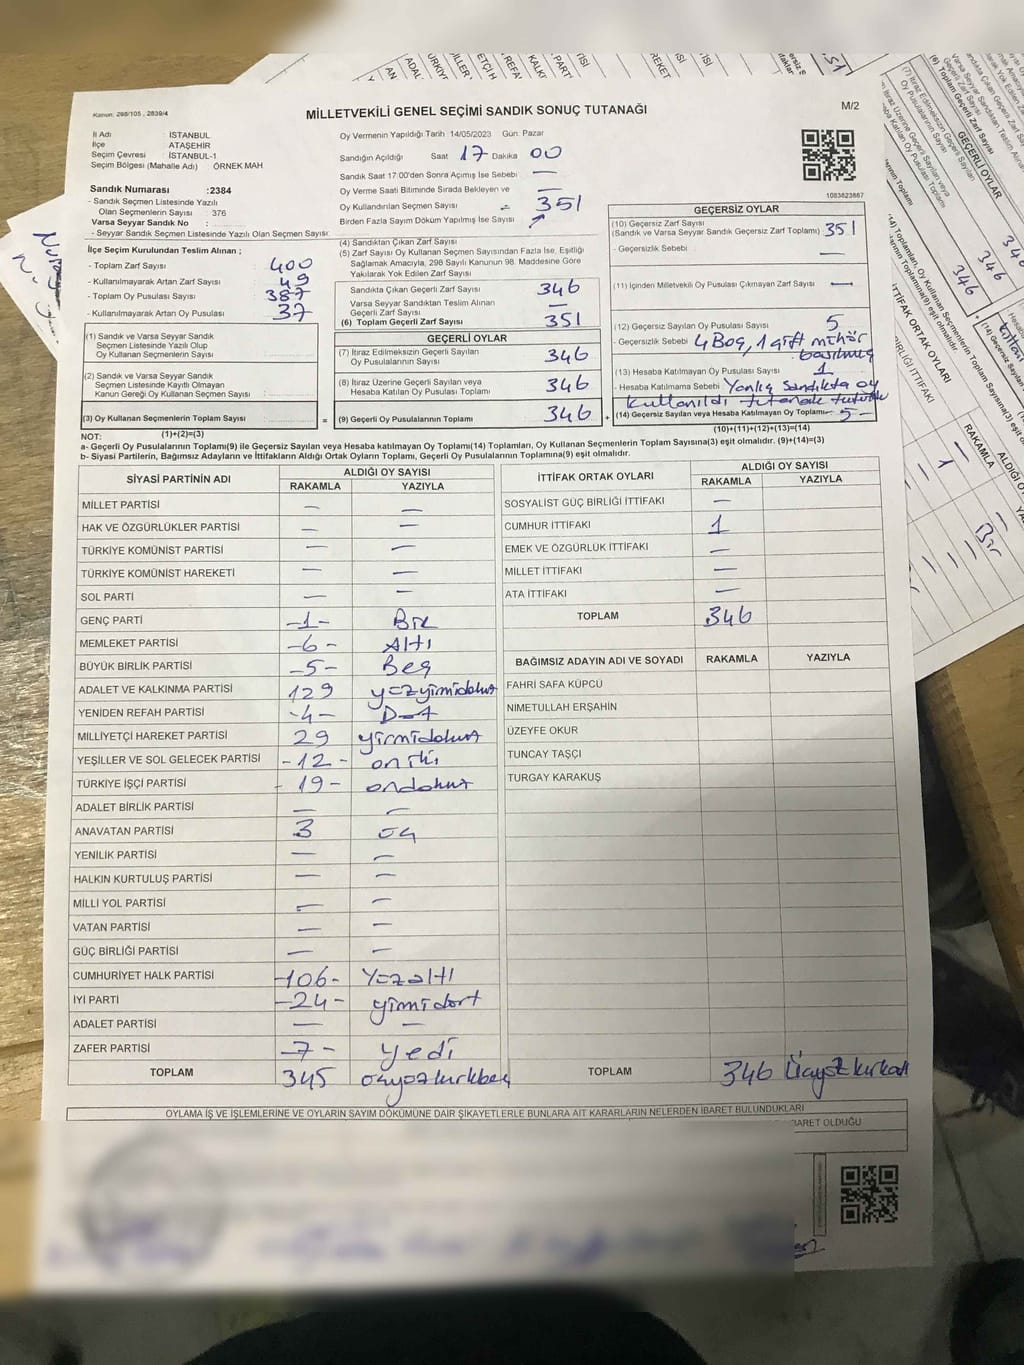 Kanun: 298/105 , 2839/4
MİLLETVEKİLİ GENEL SEÇİMİ SANDIK SONUÇ TUTANAĞI
M/2
İl Adı : İSTANBUL
İlçe : ATAŞEHİR
Seçim Çevresi : İSTANBUL-1
Seçim Bölgesi (Mahalle Adı) : ÖRNEK MAH
Sandık Numarası :2384
- Sandık Seçmen Listesinde Yazılı
Olan Seçmenlerin Sayısı : 376
Varsa Seyyar Sandık No :
- Seyyar Sandık Seçmen Listesinde Yazılı Olan Seçmen Sayısı:
Oy Vermenin Yapıldığı Tarih : 14/05/2023 Gün: Pazar
Sandığın Açıldığı Saat 17 Dakika 00
Sandık Saat 17:00'den Sonra Açımış İse Sebebi : —
Oy Verme Saati Bitiminde Sırada Bekleyen ve
Oy Kullandırılan Seçmen Sayısı : —
Birden Fazla Sayım Döküm Yapılmış İse Sayısı
351
1083823867
İlçe Seçim Kurulundan Teslim Alınan ;
- Toplam Zarf Sayısı : 400
- Kullanılmayarak Artan Zarf Sayısı : 49
- Toplam Oy Pusulası Sayısı : 387
- Kullanılmayarak Artan Oy Pusulası : 37
(1) Sandık ve Varsa Seyyar Sandık
Seçmen Listesinde Yazılı Olup
Oy Kullanan Seçmenlerin Sayısı :
(2) Sandık ve Varsa Seyyar Sandık
Seçmen Listesinde Kayıtlı Olmayan
Kanun Gereği Oy Kullanan Seçmen Sayısı :
(3) Oy Kullanan Seçmenlerin Toplam Sayısı :
(1)+(2)=(3)
(4) Sandıktan Çıkan Zarf Sayısı
(5) Zarf Sayısı Oy Kullanan Seçmen Sayısından Fazla İse, Eşitliği
Sağlamak Amacıyla, 298 Sayılı Kanunun 98. Maddesine Göre
Yakılarak Yok Edilen Zarf Sayısı
Sandıkta Çıkan Geçerli Zarf Sayısı : 346
Varsa Seyyar Sandıktan Teslim Alınan
Geçerli Zarf Sayısı : —
(6) Toplam Geçerli Zarf Sayısı : 351
GEÇERLİ OYLAR
(7) İtiraz Edilmeksizin Geçerli Sayılan
Oy Pusulalarının Sayısı : 346
(8) İtiraz Üzerine Geçerli Sayılan veya
Hesaba Katılan Oy Pusulası Toplamı : 346
= (9) Geçerli Oy Pusulalarının Toplamı : 346 +
GEÇERSİZ OYLAR
(10) Geçersiz Zarf Sayısı
(Sandık ve Varsa Seyyar Sandık Geçersiz Zarf Toplamı) : 351
- Geçersizlik Sebebi : —
(11) İçinden Milletvekili Oy Pusulası Çıkmayan Zarf Sayısı : —
(12) Geçersiz Sayılan Oy Pusulası Sayısı : 5
- Geçersizlik Sebebi : 4 Boş, 1 çift mühür
basılmış
(13) Hesaba Katılmayan Oy Pusulası Sayısı : 1
- Hesaba Katılmama Sebebi : Yanlış Sandıkta oy
kullanıldı tutanak tutuldu
(14) Geçersiz Sayılan veya Hesaba Katılmayan Oy Toplamı:- 5 -
(10)+(11)+(12)+(13)=(14)
NOT:
a- Geçerli Oy Pusulalarının Toplamı(9) ile Geçersiz Sayılan veya Hesaba katılmayan Oy Toplamı(14) Toplamları, Oy Kullanan Seçmenlerin Toplam Sayısına(3) eşit olmalıdır. (9)+(14)=(3)
b- Siyasi Partilerin, Bağımsız Adayların ve İttifakların Aldığı Ortak Oyların Toplamı, Geçerli Oy Pusulalarının Toplamına(9) eşit olmalıdır.
SİYASİ PARTİNİN ADI ALDIĞI OY SAYISI
RAKAMLA YAZIYLA
MİLLET PARTİSİ — —
HAK VE ÖZGÜRLÜKLER PARTİSİ — —
TÜRKİYE KOMÜNİST PARTİSİ — —
TÜRKİYE KOMÜNİST HAREKETİ — —
SOL PARTİ — —
GENÇ PARTİ -1- Bir
MEMLEKET PARTİSİ -6- Altı
BÜYÜK BİRLİK PARTİSİ -5- Beş
ADALET VE KALKINMA PARTİSİ 129 yüzyirmidokuz
YENİDEN REFAH PARTİSİ -4- Dört
MİLLİYETÇİ HAREKET PARTİSİ 29 yirmidokuz
YEŞİLLER VE SOL GELECEK PARTİSİ -12- oniki
TÜRKİYE İŞÇİ PARTİSİ -19- ondokuz
ADALET BİRLİK PARTİSİ — —
ANAVATAN PARTİSİ 3 üç
YENİLİK PARTİSİ — —
HALKIN KURTULUŞ PARTİSİ — —
MİLLİ YOL PARTİSİ — —
VATAN PARTİSİ — —
GÜÇ BİRLİĞİ PARTİSİ — —
CUMHURİYET HALK PARTİSİ -106- Yüzaltı
İYİ PARTİ -24- yirmidört
ADALET PARTİSİ — —
ZAFER PARTİSİ -7- yedi
TOPLAM 345 üçyüzkırkbeş
İTTİFAK ORTAK OYLARI ALDIĞI OY SAYISI
RAKAMLA YAZIYLA
SOSYALİST GÜÇ BİRLİĞİ İTTİFAKI —
CUMHUR İTTİFAKI 1
EMEK VE ÖZGÜRLÜK İTTİFAKI —
MİLLET İTTİFAKI —
ATA İTTİFAKI —
TOPLAM 346
BAĞIMSIZ ADAYIN ADI VE SOYADI RAKAMLA YAZIYLA
FAHRİ SAFA KÜPCÜ
NİMETULLAH ERŞAHİN
ÜZEYFE OKUR
TUNCAY TAŞÇI
TURGAY KARAKUŞ
TOPLAM 346 Üçyüzkırkaltı
OYLAMA İŞ VE İŞLEMLERİNE VE OYLARIN SAYIM DÖKÜMÜNE DAİR ŞİKAYETLERLE BUNLARA AİT KARARLARIN NELERDEN İBARET BULUNDUKLARI
BARET OLDUĞU